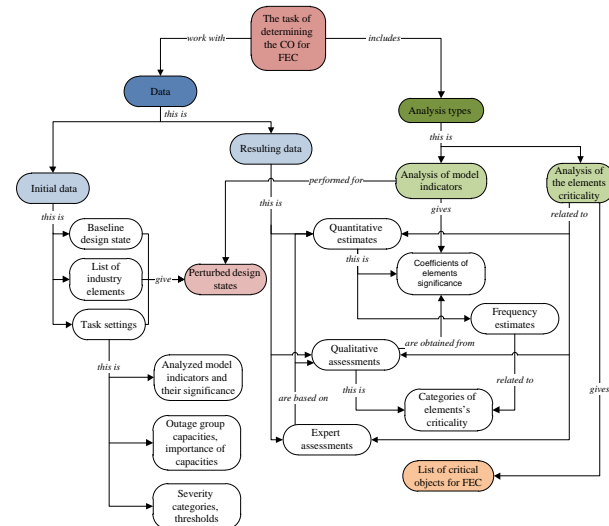 The task of
determining
the CO for
FEC
work with
includes
Data
Analysis types
this is
this is
Resulting data
Initial data
performed for
Analysis of model
indicators
Analysis of
the elements
criticality
this is
this is
gives
related to
Baseline
design state
Quantitative
estimates
this is
List of
industry
elements
give
Perturbed design
states
Coefficients of
elements
significance
Task settings
Frequency
estimates
are obtained from
Qualitative
assessments
this is
Analyzed model
indicators and
their significance
this is
related to
are based on
Categories of
elements's
criticality
gives
Outage group
capacities,
importance of
capacities
Expert
assessments
List of critical
objects for FEC
Severity
categories,
thresholds